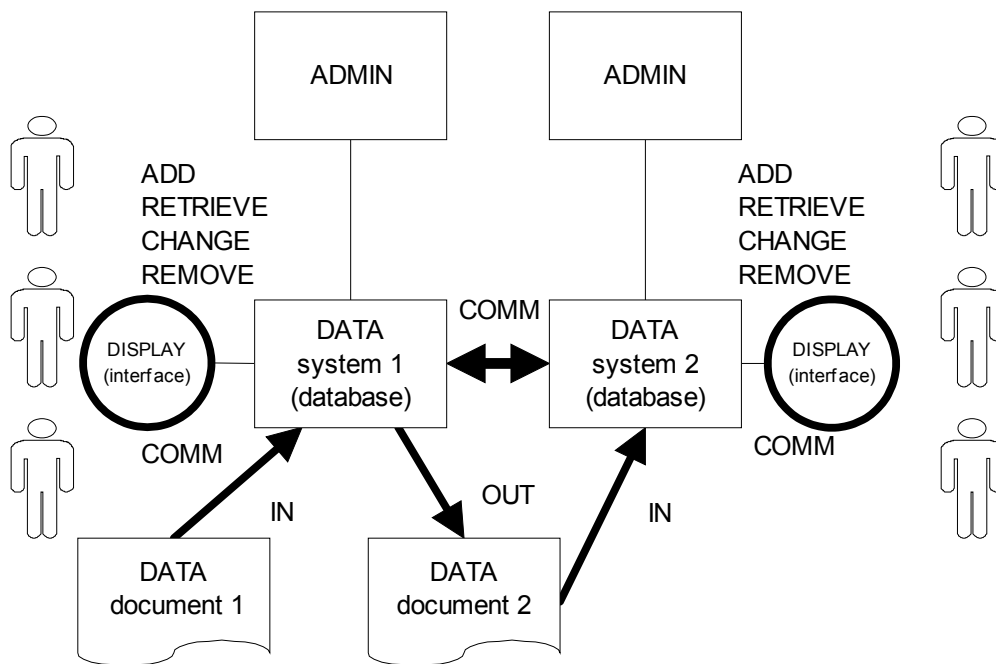 ADMIN
ADMIN
ADD
RETRIEVE
CHANGE
REMOVE
ADD
RETRIEVE
CHANGE
REMOVE
DISPLAY
(interface)
DATA
system 1
(database)
COMM
DATA
system 2
(database)
DISPLAY
(interface)
COMM
COMM
IN
OUT
IN
DATA
document 1
DATA
document 2